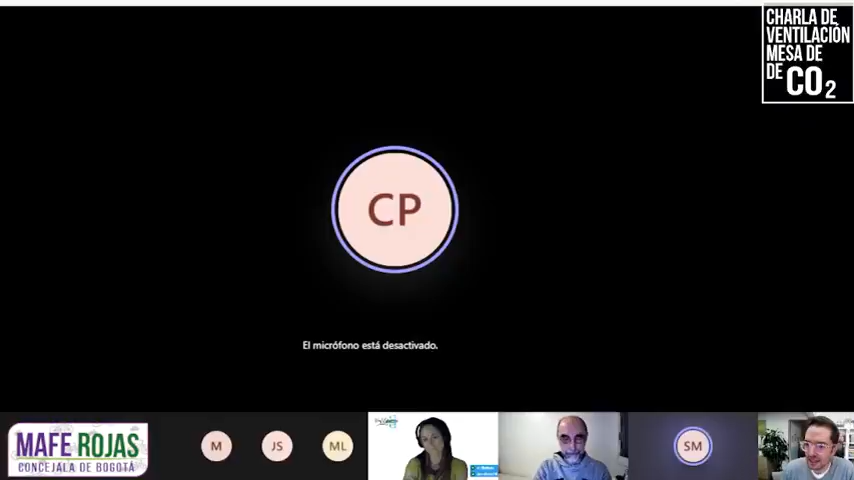 CHARLA DE
VENTILACIÓN
MESA DE
DE CO2
CP
El micrófono está desactivado.
MAFE ROJAS
CONCEJALA DE BOGOTÁ
M
JS
ML
SM